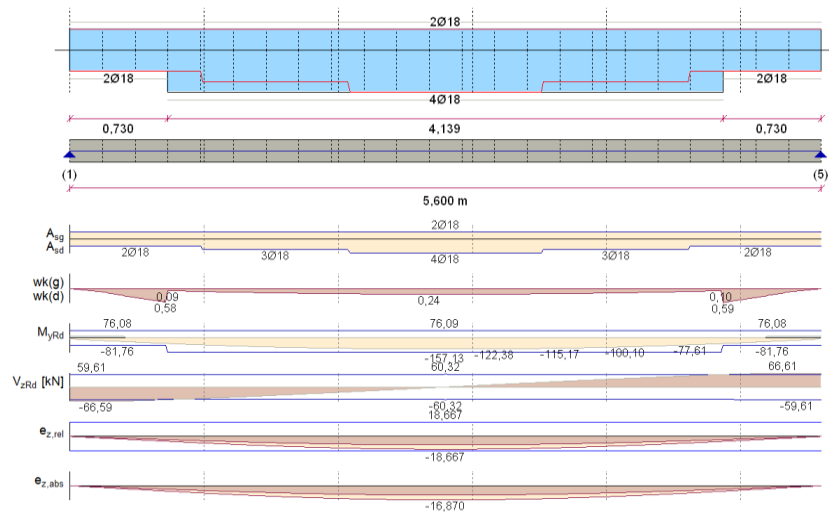 2Ø18
2Ø18 2Ø18
4Ø18
0,730 4,139 0,730
(1) (5)
5,600 m
2Ø18
Asg
Asd
2Ø18 3Ø18 4Ø18 3Ø18 2Ø18
wk(g)
wk(d)
0,09 0,10
0,58 0,24 0,59
76,08 76,09 76,08
MyRd
-81,76 -157,13 -122,38 -115,17 -100,10 -77,61 -81,76
59,61 60,32 66,61
VzRd [kN]
-66,59 -60,32 -59,61
18,667
ez,rel
-18,667
ez,abs
-16,870